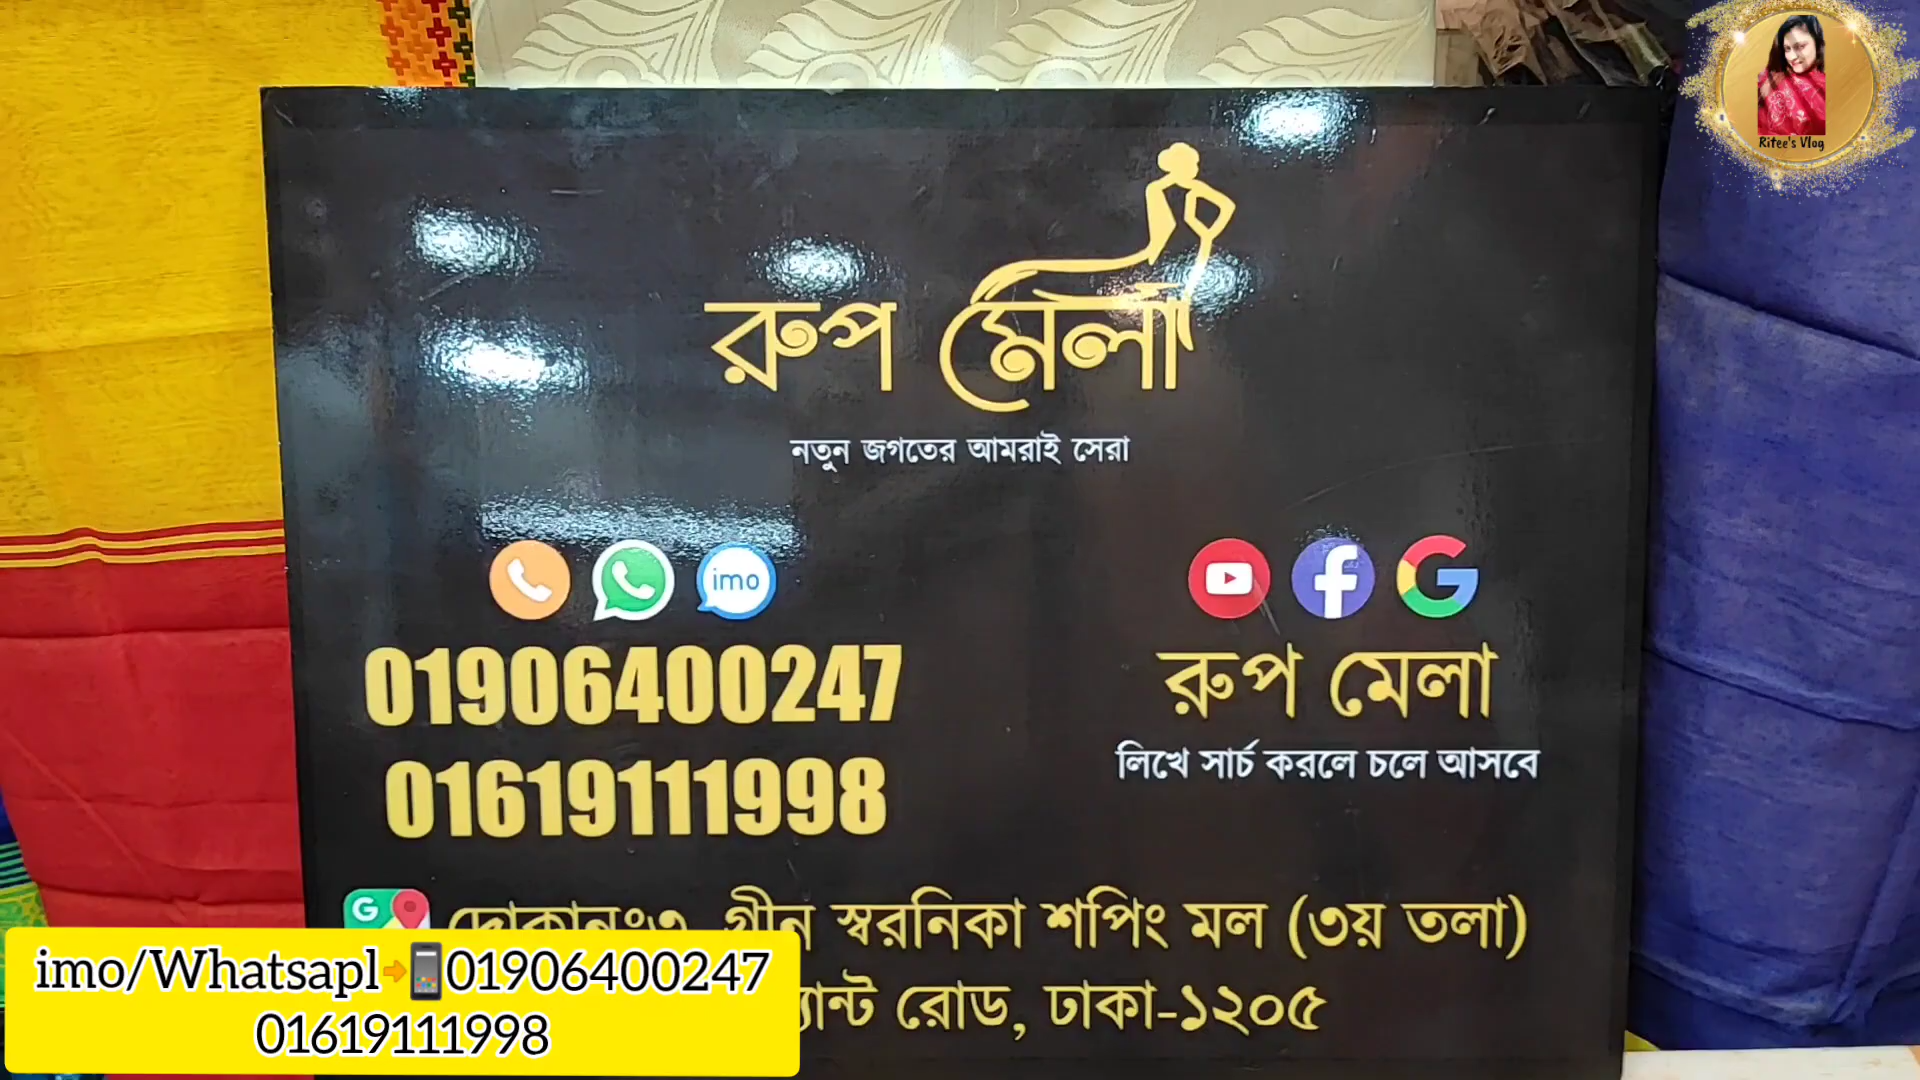 Ritee's Vlog
রুপ মেলা
নতুন জগতের আমরাই সেরা
imo
01906400247
01619111998
রুপ মেলা
লিখে সার্চ করলে চলে আসবে
দোকানঃ৩, গ্রীন স্বরনিকা শপিং মল (৩য় তলা)
রোড, ঢাকা-১২০৫
imo/Whatsapl➔📱01906400247
01619111998